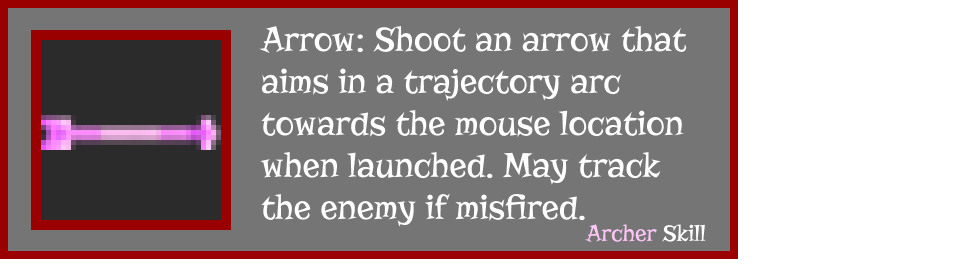 Arrow: Shoot an arrow that
aims in a trajectory arc
towards the mouse location
when launched. May track
the enemy if misfired.
Archer Skill